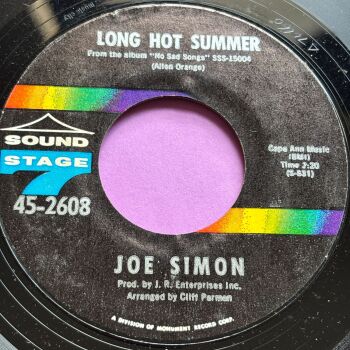 LONG HOT SUMMER
From the album "No Sad Songs" SSS-15004
(Allen Orange)
SOUND
STAGE
7
45-2608
Cape Ann Music
(BMI)
Time 2:20
(S-831)
JOE SIMON
Prod. by J. R. Enterprises Inc.
Arranged by Cliff Parman
A DIVISION OF MONUMENT RECORD CORP.